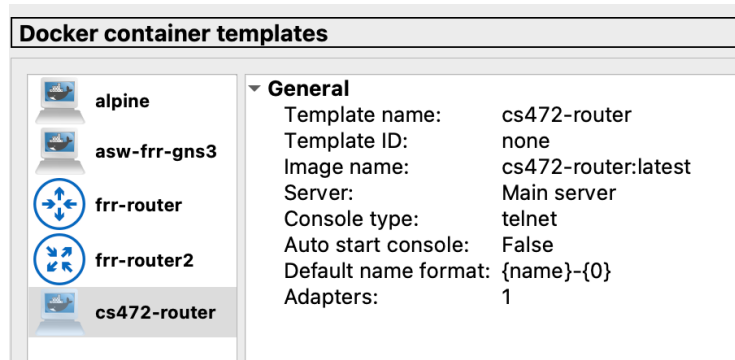 Docker container templates
alpine
asw-frr-gns3
frr-router
frr-router2
cs472-router
General
Template name: cs472-router
Template ID: none
Image name: cs472-router:latest
Server: Main server
Console type: telnet
Auto start console: False
Default name format: {name}-{0}
Adapters: 1